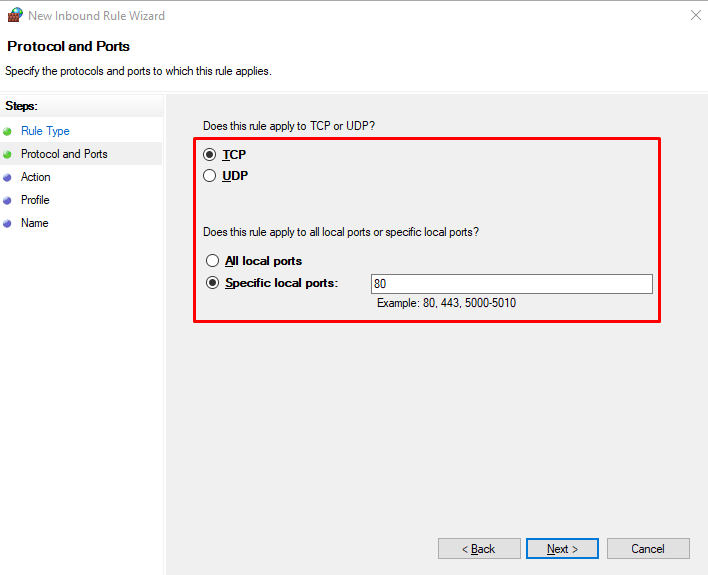 New Inbound Rule Wizard
Protocol and Ports
Specify the protocols and ports to which this rule applies.
Steps:
Rule Type
Protocol and Ports
Action
Profile
Name
Does this rule apply to TCP or UDP?
TCP
UDP
Does this rule apply to all local ports or specific local ports?
All local ports
Specific local ports:
80
Example: 80, 443, 5000-5010
< Back
Next >
Cancel